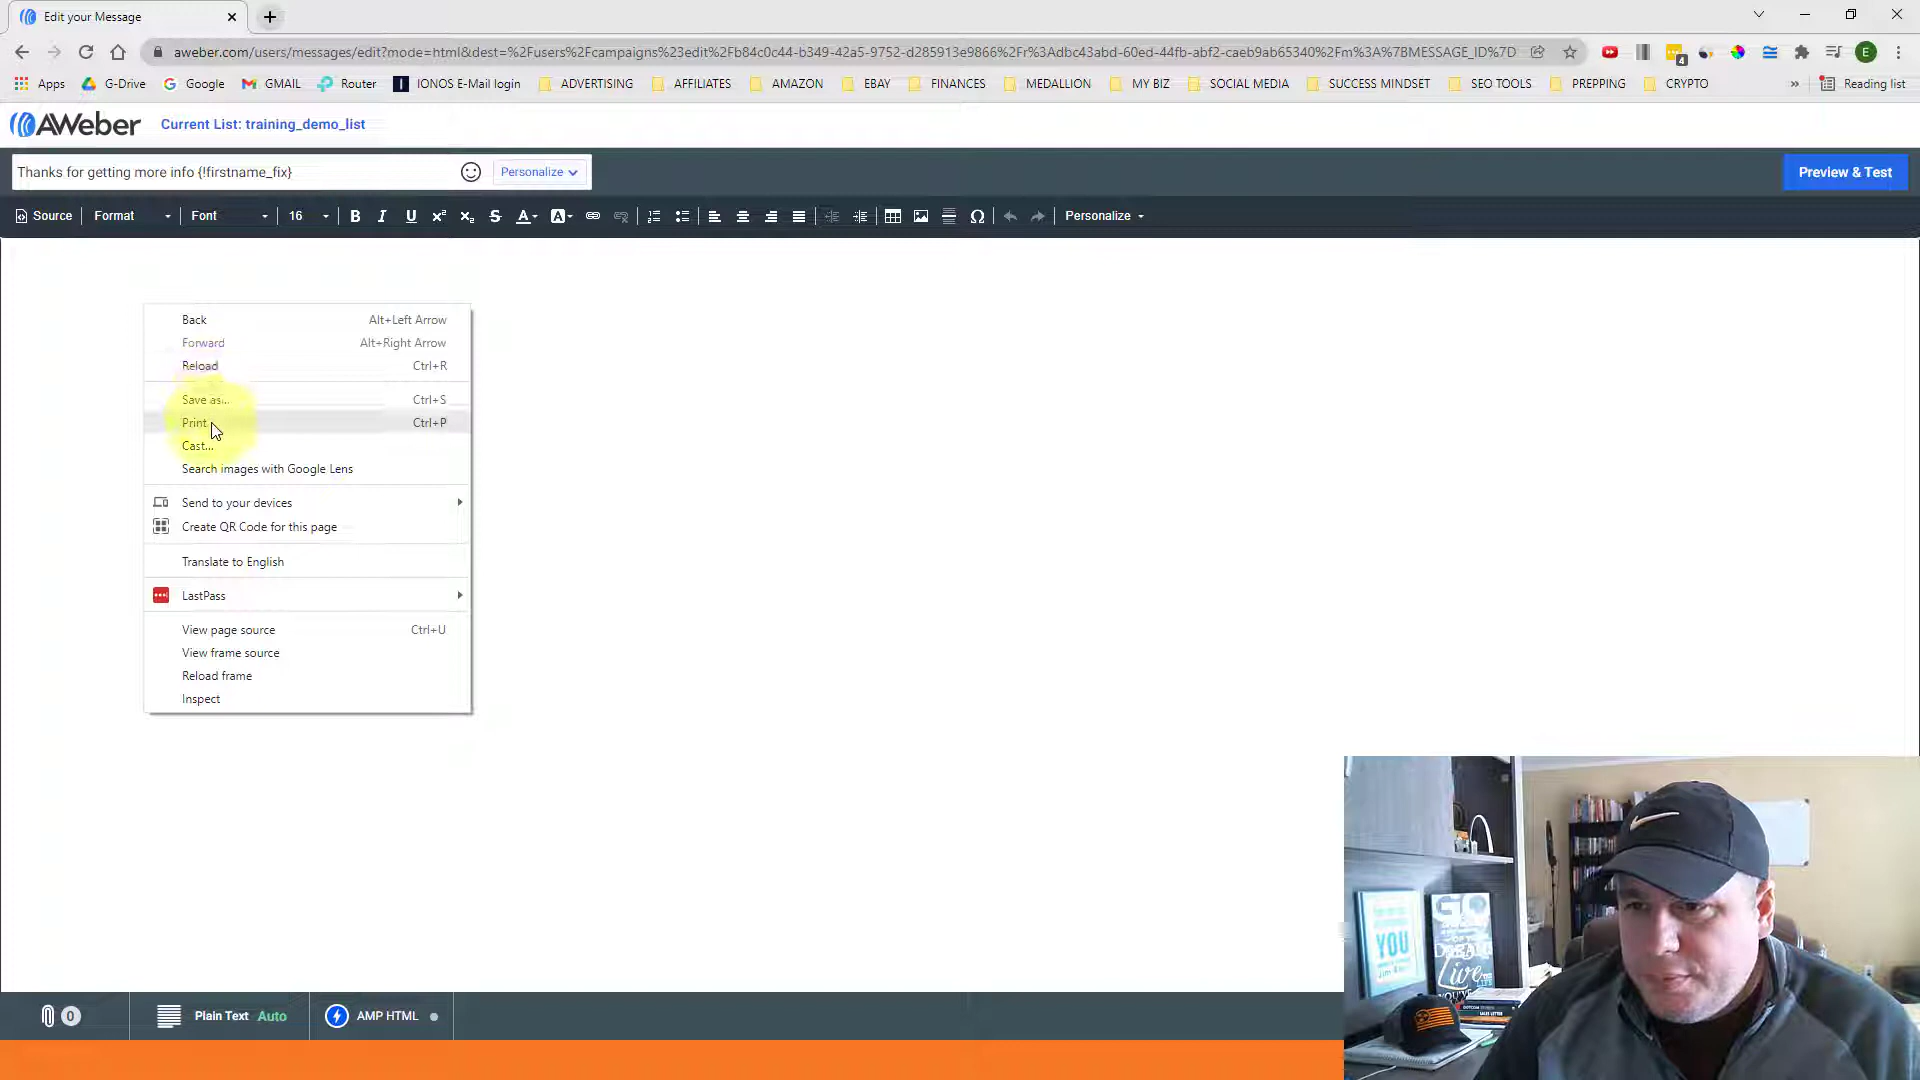 Edit your Message
aweber.com/users/messages/edit?mode=html&dest=%2Fusers%2Fcampaigns%23edit%2Fb84c0c44-b349-42a5-9752-d285913e9866%2Fr%3Adbc43abd-60ed-44fb-abf2-caeb9ab65340%2Fm%3A%7BMESSAGE_ID%7D
4
E
Apps G-Drive Google GMAIL Router IONOS E-Mail login ADVERTISING AFFILIATES AMAZON EBAY FINANCES MEDALLION MY BIZ SOCIAL MEDIA SUCCESS MINDSET SEO TOOLS PREPPING CRYPTO » Reading list
AWeber Current List: training_demo_list
Thanks for getting more info {!firstname_fix} Personalize Preview & Test
Source Format Font 16 Personalize
Back Alt+Left Arrow
Forward Alt+Right Arrow
Reload Ctrl+R
Save as... Ctrl+S
Print... Ctrl+P
Cast...
Search images with Google Lens
Send to your devices
Create QR Code for this page
Translate to English
LastPass
View page source Ctrl+U
View frame source
Reload frame
Inspect
YOU
GO
Live
0 Plain Text Auto AMP HTML